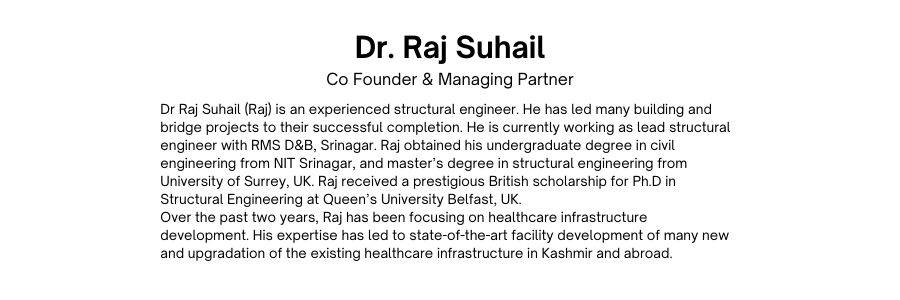 Dr. Raj Suhail
Co Founder & Managing Partner
Dr Raj Suhail (Raj) is an experienced structural engineer. He has led many building and
bridge projects to their successful completion. He is currently working as lead structural
engineer with RMS D&B, Srinagar. Raj obtained his undergraduate degree in civil
engineering from NIT Srinagar, and master's degree in structural engineering from
University of Surrey, UK. Raj received a prestigious British scholarship for Ph.D in
Structural Engineering at Queen's University Belfast, UK.
Over the past two years, Raj has been focusing on healthcare infrastructure
development. His expertise has led to state-of-the-art facility development of many new
and upgradation of the existing healthcare infrastructure in Kashmir and abroad.